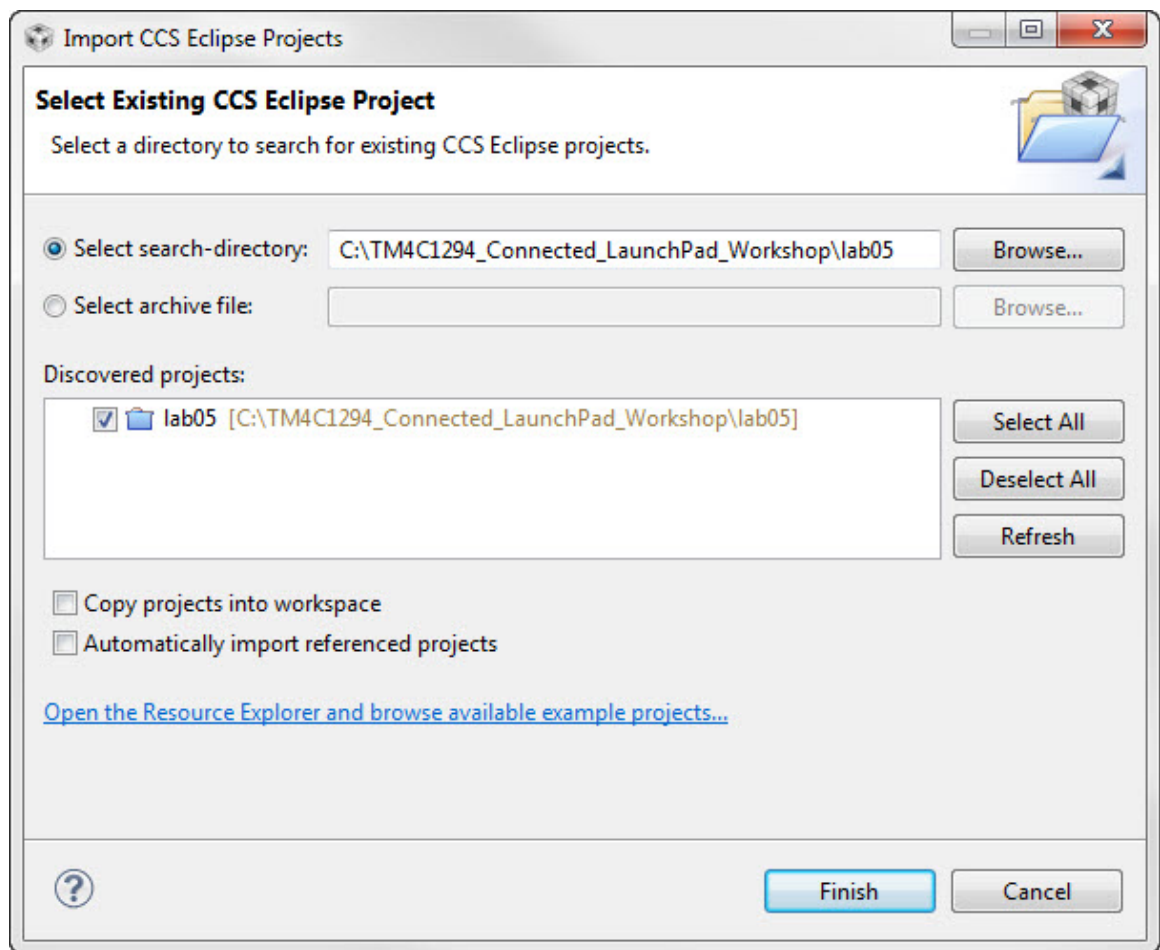 Import CCS Eclipse Projects
Select Existing CCS Eclipse Project
Select a directory to search for existing CCS Eclipse projects.
Select search-directory: C:\TM4C1294_Connected_LaunchPad_Workshop\lab05 Browse...
Select archive file: Browse...
Discovered projects:
lab05 [C:\TM4C1294_Connected_LaunchPad_Workshop\lab05]
Select All
Deselect All
Refresh
Copy projects into workspace
Automatically import referenced projects
Open the Resource Explorer and browse available example projects...
? Finish Cancel